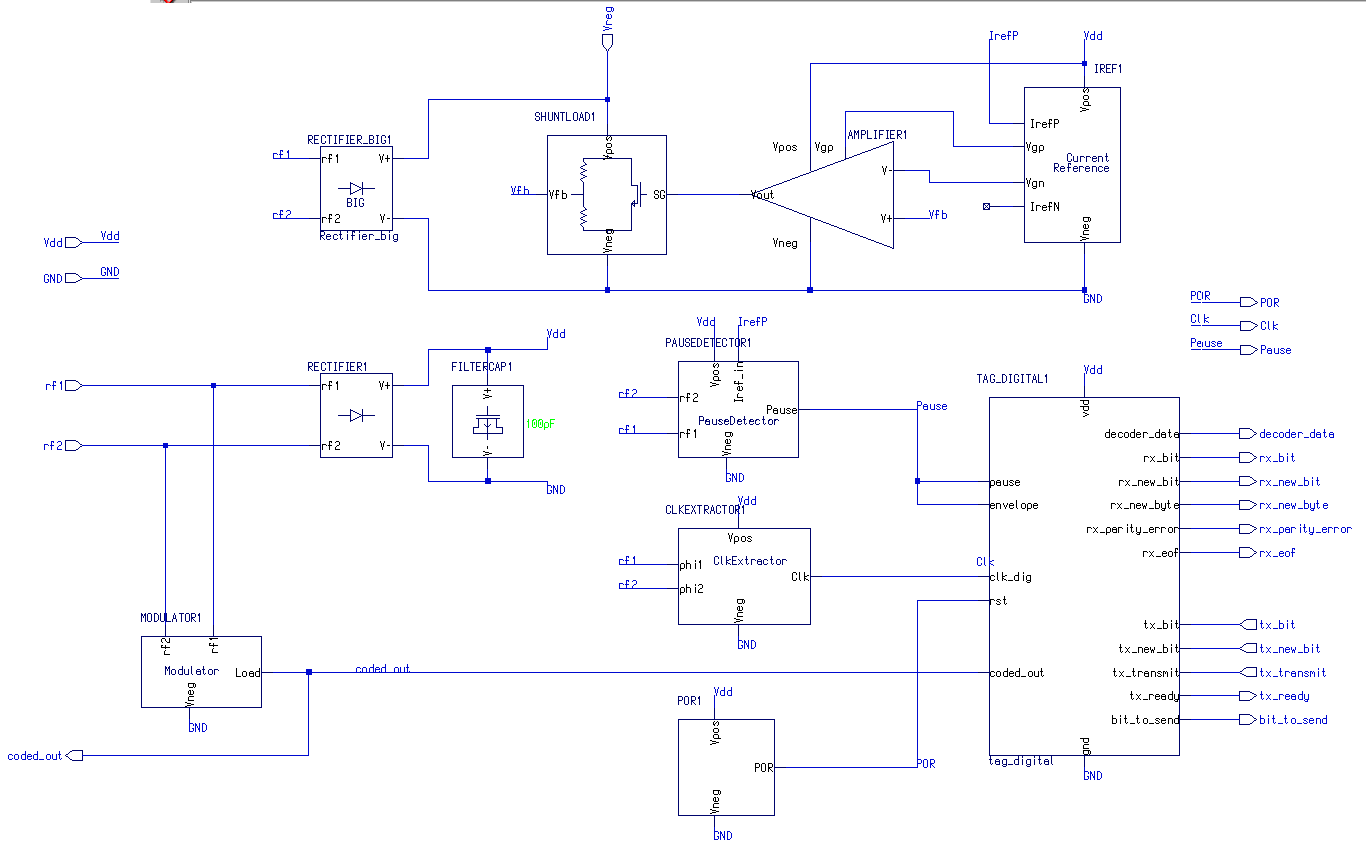 Vreg
IrefP
Vdd
IREF1
Vpos
IrefP
Vgp
Current
Reference
Vgn
IrefN
Vneg
GND
SHUNTLOAD1
Vpos
Vfb
Vfb
SG
Vneg
AMPLIFIER1
Vpos
Vgp
V-
Vout
V+
Vfb
Vneg
RECTIFIER_BIG1
rf1
rf1
V+
BIG
rf2
rf2
V-
Rectifier_big
Vdd
Vdd
GND
GND
POR
POR
Clk
Clk
Pause
Pause
RECTIFIER1
rf1
rf1
V+
rf2
rf2
V-
Vdd
FILTERCAP1
V+
100pF
V-
GND
Vdd
IrefP
PAUSEDETECTOR1
Vpos
Iref_in
rf2
rf2
Pause
Pause
PauseDetector
rf1
rf1
Vneg
GND
CLKEXTRACTOR1
Vdd
Vpos
rf1
phi1
ClkExtractor
Clk
rf2
phi2
Vneg
GND
TAG_DIGITAL1
Vdd
vdd
decoder_data
decoder_data
rx_bit
rx_bit
pause
rx_new_bit
rx_new_bit
envelope
rx_new_byte
rx_new_byte
rx_parity_error
rx_parity_error
rx_eof
rx_eof
Clk
clk_dig
rst
tx_bit
tx_bit
tx_new_bit
tx_new_bit
coded_out
tx_transmit
tx_transmit
tx_ready
tx_ready
bit_to_send
bit_to_send
gnd
tag_digital
GND
MODULATOR1
rf2
rf1
Modulator
Load
Vneg
GND
coded_out
coded_out
POR1
Vdd
Vpos
POR
POR
Vneg
GND